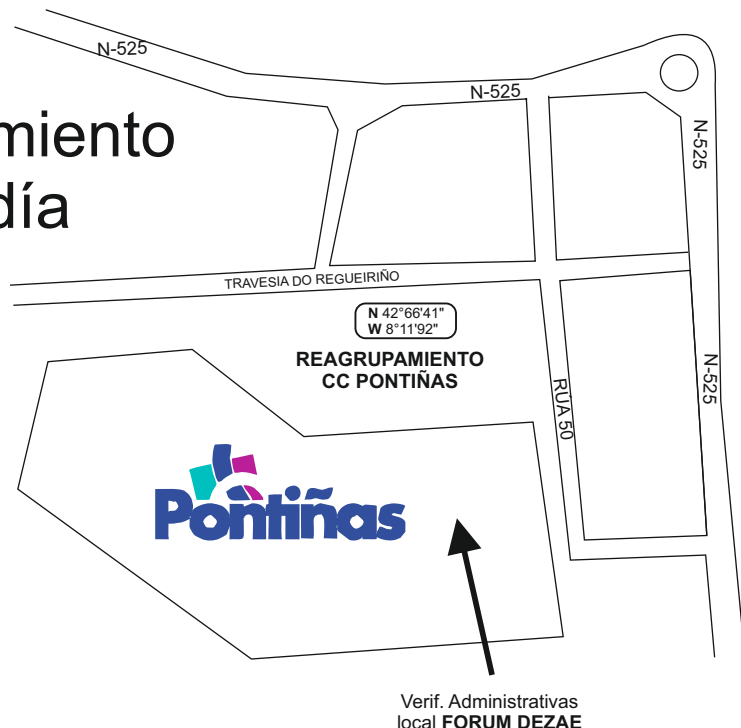 N-525
N-525
miento
día
N-525
TRAVESIA DO REGUEIRIÑO
N 42°66'41"
W 8°11'92"
REAGRUPAMIENTO
CC PONTIÑAS
N-525
RÚA 50
Pontiñas
Verif. Administrativas
local FORUM DEZAE